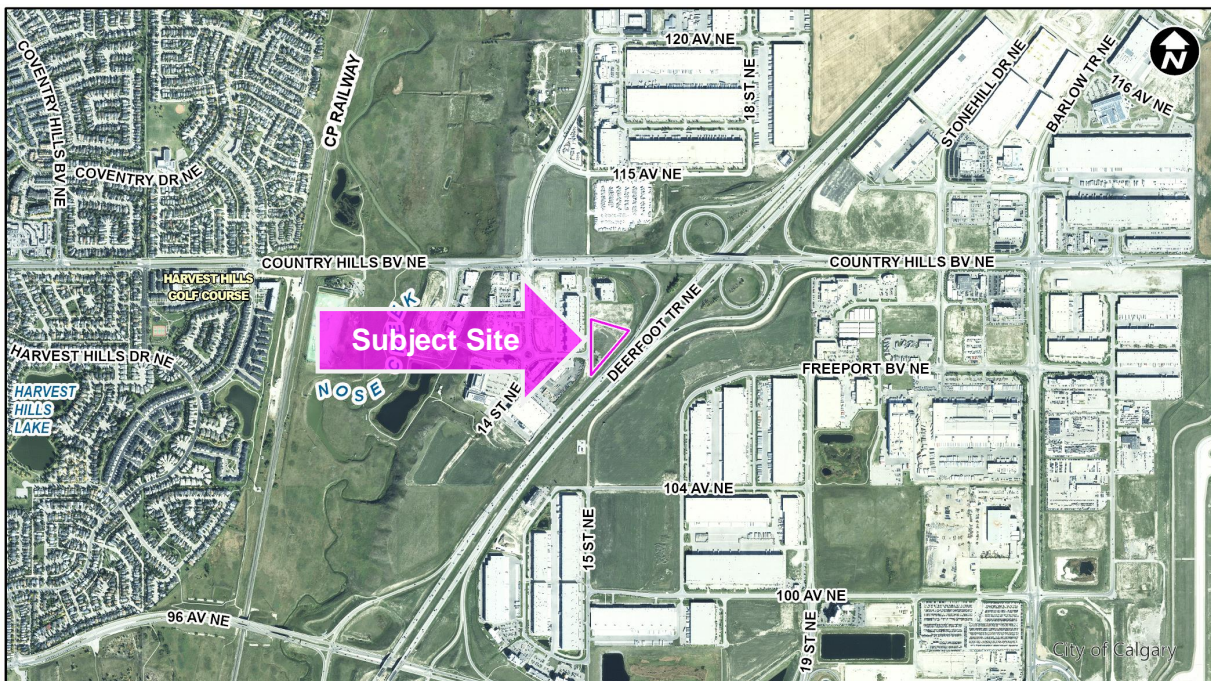 120 AV NE
COVENTRY HILLS BV NE
CP RAILWAY
18 ST NE
STONEHILL DR NE
BARLOW TR NE
116 AV NE
N
COVENTRY DR NE
115 AV NE
COUNTRY HILLS BV NE
COUNTRY HILLS BV NE
HARVEST HILLS
GOLF COURSE
Subject Site
DEERFOOT TR NE
HARVEST HILLS DR NE
FREEPORT BV NE
NOSE CREEK
HARVEST
HILLS
LAKE
14 ST NE
104 AV NE
15 ST NE
100 AV NE
96 AV NE
19 ST NE
City of Calgary